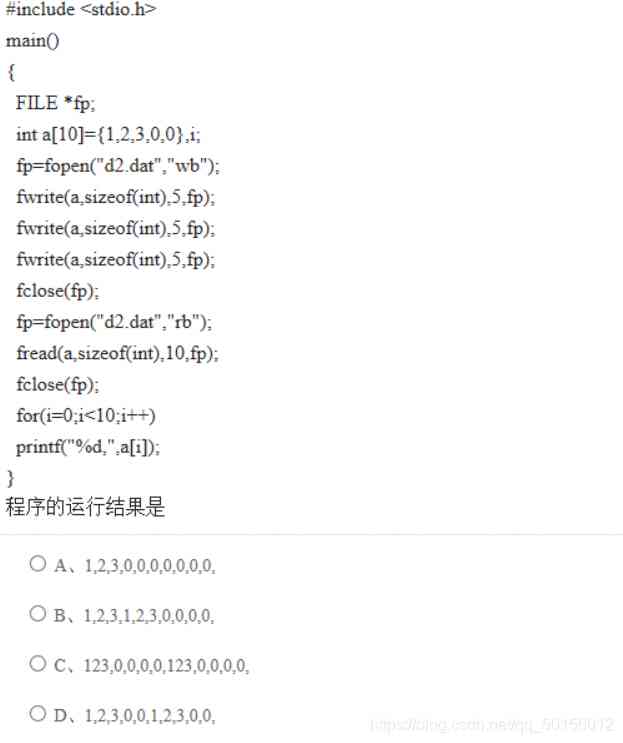 #include <stdio.h>
main()
{
FILE *fp;
int a[10]={1,2,3,0,0},i;
fp=fopen("d2.dat","wb");
fwrite(a,sizeof(int),5,fp);
fwrite(a,sizeof(int),5,fp);
fwrite(a,sizeof(int),5,fp);
fclose(fp);
fp=fopen("d2.dat","rb");
fread(a,sizeof(int),10,fp);
fclose(fp);
for(i=0;i<10;i++)
printf("%d,",a[i]);
}
程序的运行结果是
A、1,2,3,0,0,0,0,0,0,0,
B、1,2,3,1,2,3,0,0,0,0,
C、123,0,0,0,0,123,0,0,0,0,
D、1,2,3,0,0,1,2,3,0,0,